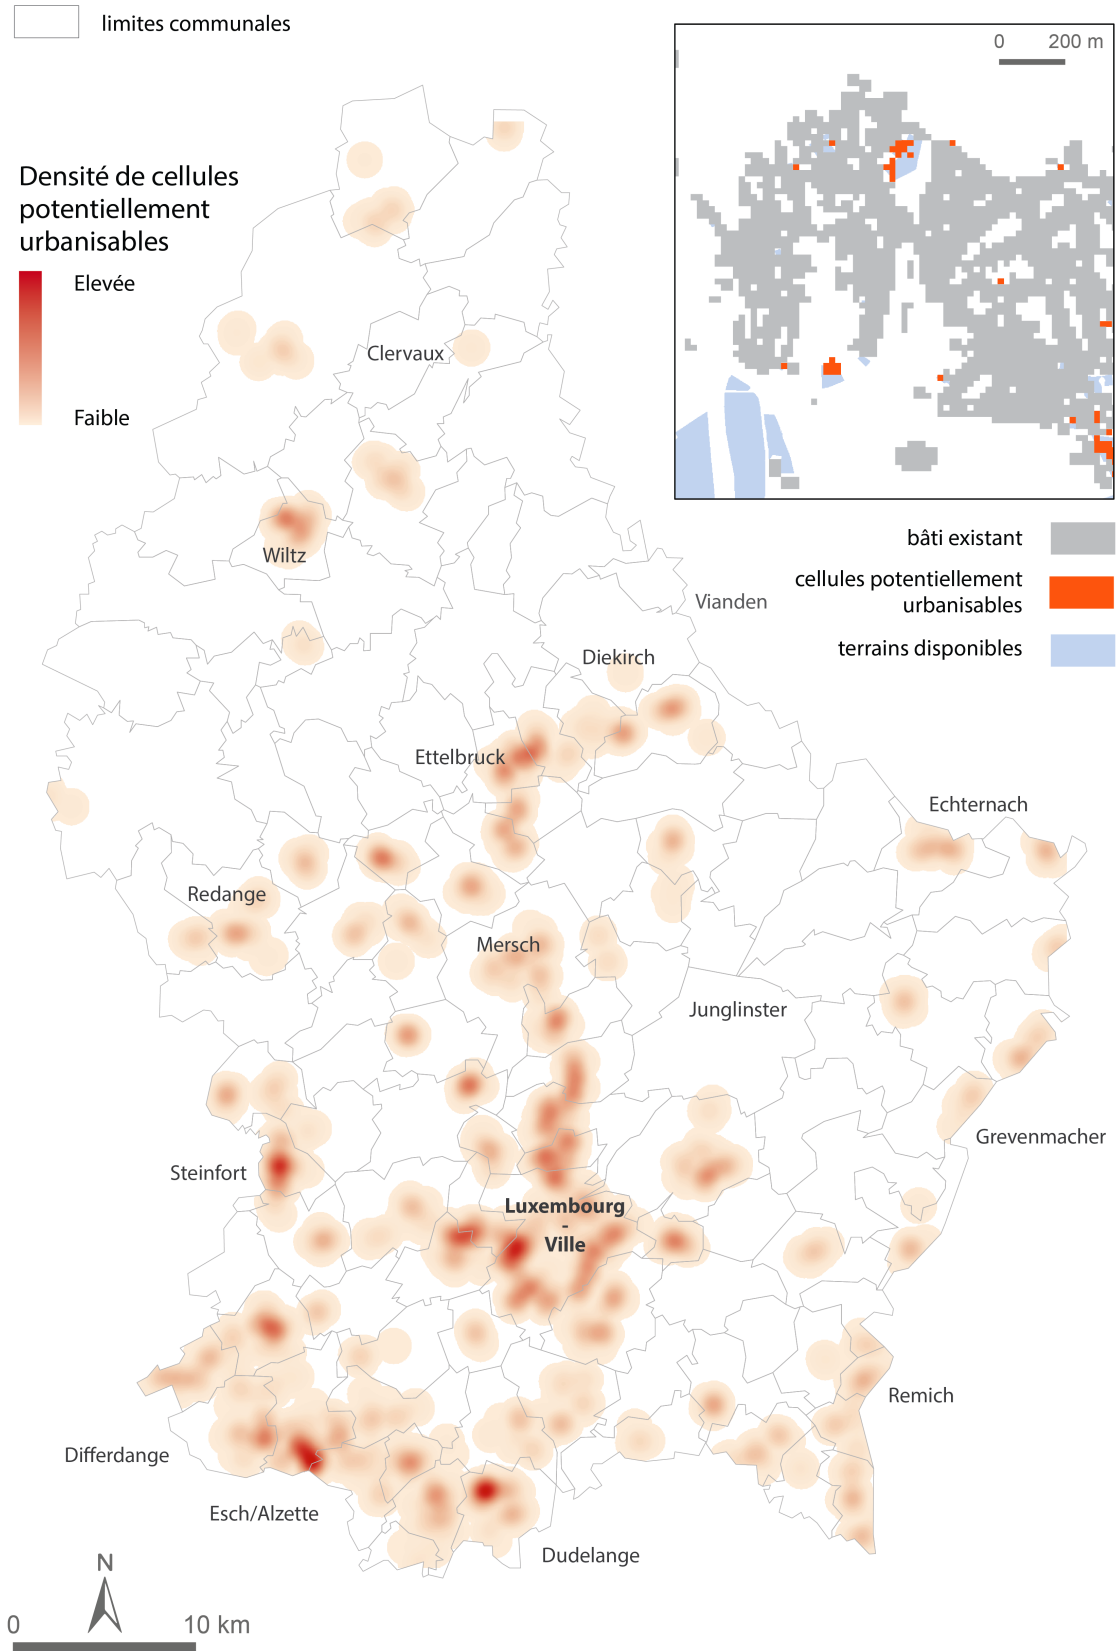 limites communales
0 200 m
Densité de cellules
potentiellement
urbanisables
Elevée
Faible
Clervaux
bâti existant
cellules potentiellement
urbanisables
terrains disponibles
Wiltz
Vianden
Diekirch
Ettelbruck
Echternach
Redange
Mersch
Junglinster
Grevenmacher
Steinfort
Luxembourg
-
Ville
Remich
Differdange
Esch/Alzette
Dudelange
N
0 10 km